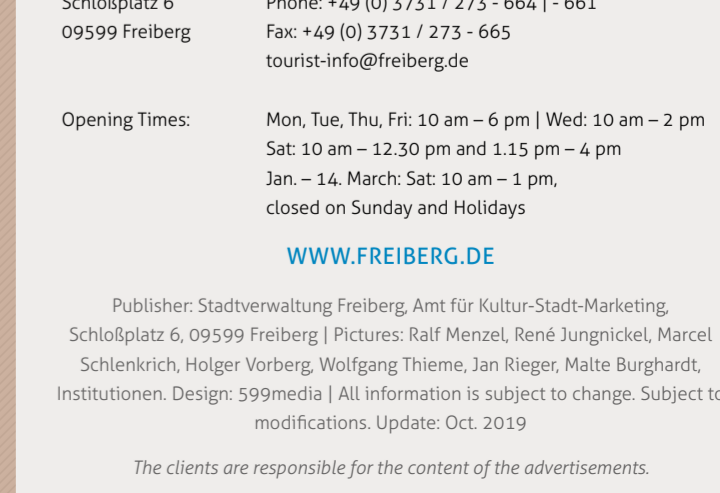 Schloßplatz 6 Phone: +49 (0) 3731 / 273 - 664 | - 661
09599 Freiberg Fax: +49 (0) 3731 / 273 - 665
tourist-info@freiberg.de
Opening Times: Mon, Tue, Thu, Fri: 10 am – 6 pm | Wed: 10 am – 2 pm
Sat: 10 am – 12.30 pm and 1.15 pm – 4 pm
Jan. – 14. March: Sat: 10 am – 1 pm,
closed on Sunday and Holidays
WWW.FREIBERG.DE
Publisher: Stadtverwaltung Freiberg, Amt für Kultur-Stadt-Marketing,
Schloßplatz 6, 09599 Freiberg | Pictures: Ralf Menzel, René Jungnickel, Marcel
Schlenkrich, Holger Vorberg, Wolfgang Thieme, Jan Rieger, Malte Burghardt,
Institutionen. Design: 599media | All information is subject to change. Subject to
modifications. Update: Oct. 2019
The clients are responsible for the content of the advertisements.